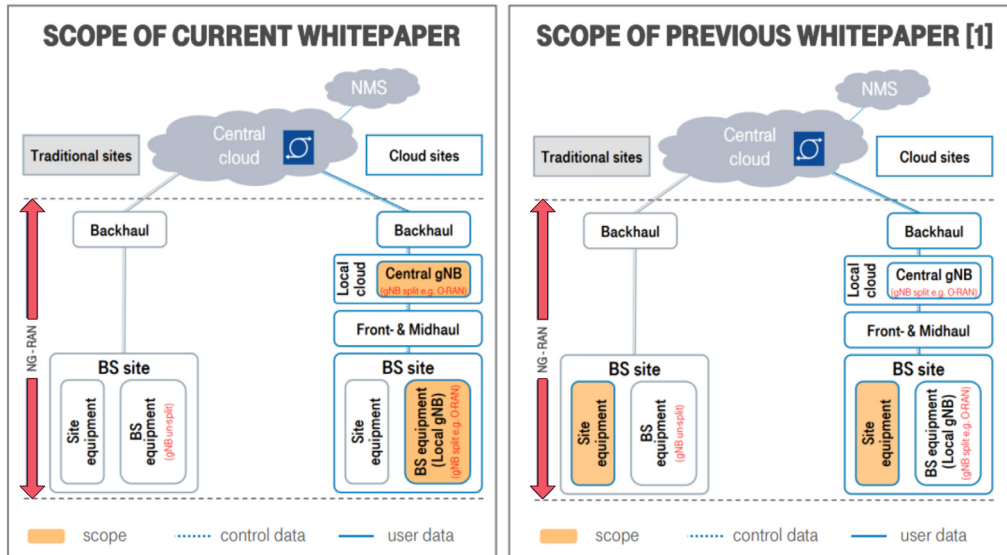 SCOPE OF CURRENT WHITEPAPER
NMS
Central
cloud
Traditional sites
Cloud sites
Backhaul
Backhaul
Local
cloud
Central gNB
(gNB split e.g. O-RAN)
Front- & Midhaul
NG - RAN
BS site
Site
equipment
BS
equipment
(gNB un-split)
BS site
Site
equipment
BS equipment
(Local gNB)
(gNB split e.g. O-RAN)
scope
control data
user data
SCOPE OF PREVIOUS WHITEPAPER [1]
NMS
Central
cloud
Traditional sites
Cloud sites
Backhaul
Backhaul
Local
cloud
Central gNB
(gNB split e.g. O-RAN)
Front- & Midhaul
NG - RAN
BS site
Site
equipment
BS
equipment
(gNB un-split)
BS site
Site
equipment
BS equipment
(Local gNB)
(gNB split e.g. O-RAN)
scope
control data
user data